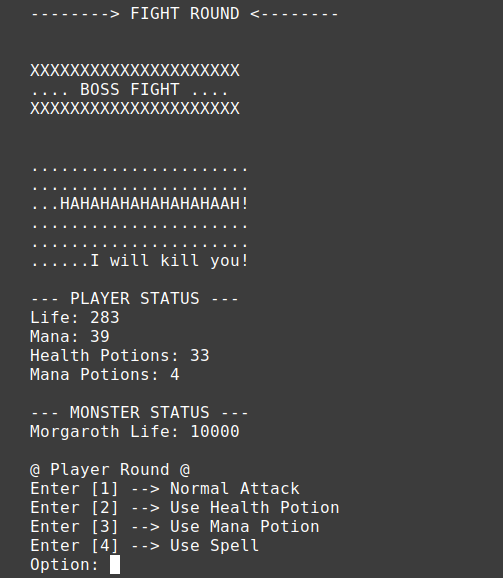 --------> FIGHT ROUND <--------
XXXXXXXXXXXXXXXXXXXXX
.... BOSS FIGHT ....
XXXXXXXXXXXXXXXXXXXXX
......................
......................
...HAHAHAHAHAHAHAHAAH!
......................
......................
......I will kill you!
--- PLAYER STATUS ---
Life: 283
Mana: 39
Health Potions: 33
Mana Potions: 4
--- MONSTER STATUS ---
Morgaroth Life: 10000
@ Player Round @
Enter [1] --> Normal Attack
Enter [2] --> Use Health Potion
Enter [3] --> Use Mana Potion
Enter [4] --> Use Spell
Option: